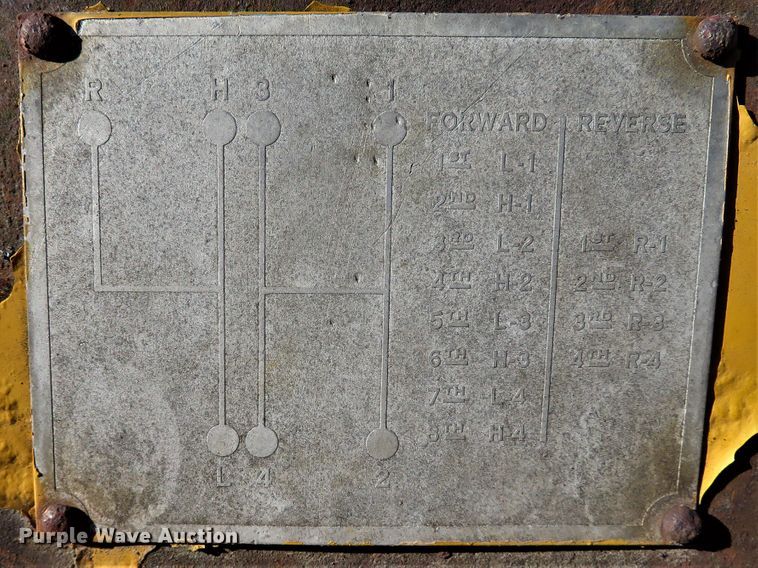 R H 3 1
FORWARD REVERSE
1ST L-1
2ND H-1
3RD L-2 1ST R-1
4TH H-2 2ND R-2
5TH L-3 3RD R-3
6TH H-3 4TH R-4
7TH L-4
8TH H-4
L 4 2
Purple Wave Auction